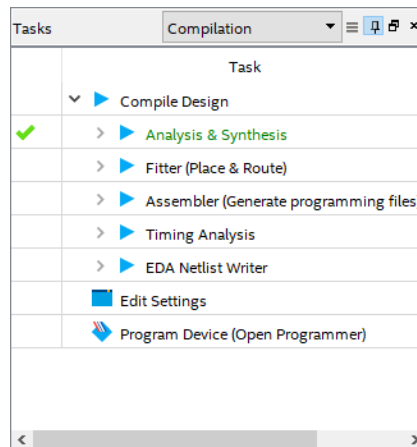 Tasks Compilation
Task
Compile Design
Analysis & Synthesis
Fitter (Place & Route)
Assembler (Generate programming files
Timing Analysis
EDA Netlist Writer
Edit Settings
Program Device (Open Programmer)